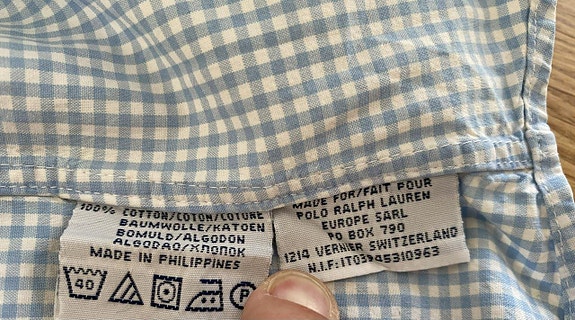 100% COTTON/COTON/COTONE
BAUMWOLLE/KATOEN
BOMULD/ALGODON
ALGODAO/ХЛОПОК
MADE IN PHILIPPINES
40
P
MADE FOR/FAIT POUR
POLO RALPH LAUREN
EUROPE SARL
PO BOX 790
1214 VERNIER SWITZERLAND
N.I.F: IT03945310963